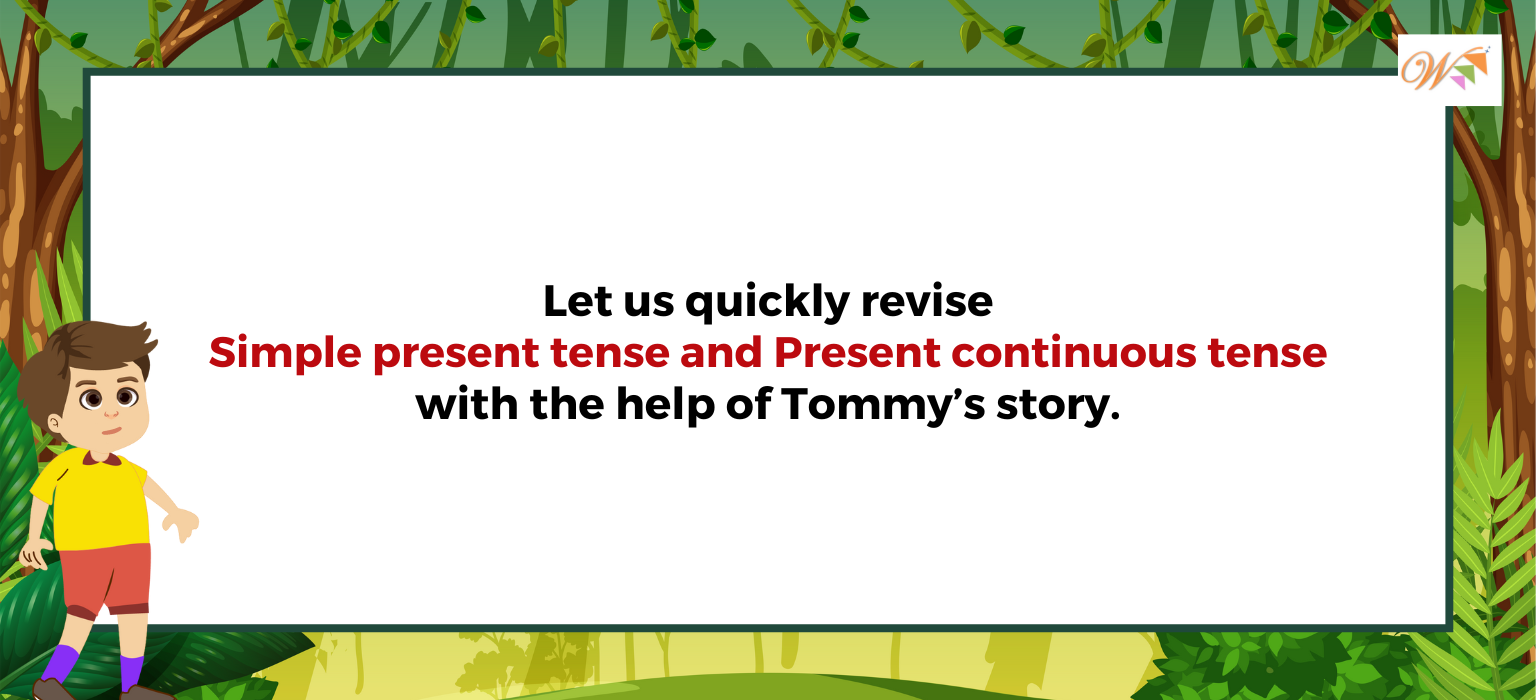 W
Let us quickly revise
Simple present tense and Present continuous tense
with the help of Tommy’s story.